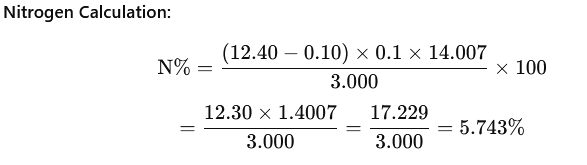 Nitrogen Calculation:
N% = (12.40 − 0.10) × 0.1 × 14.007 / 3.000 × 100
= 12.30 × 1.4007 / 3.000 = 17.229 / 3.000 = 5.743%